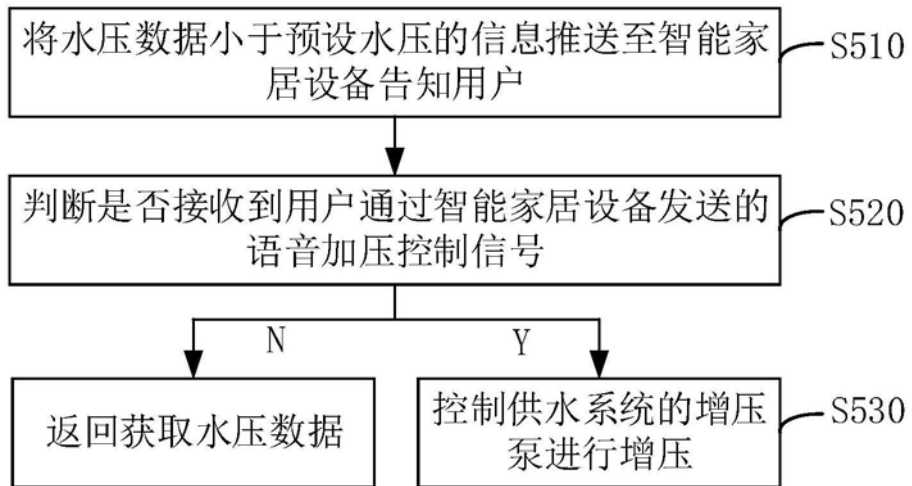 将水压数据小于预设水压的信息推送至智能家
居设备告知用户
S510
判断是否接收到用户通过智能家居设备发送的
语音加压控制信号
S520
N
Y
返回获取水压数据
控制供水系统的增压
泵进行增压
S530